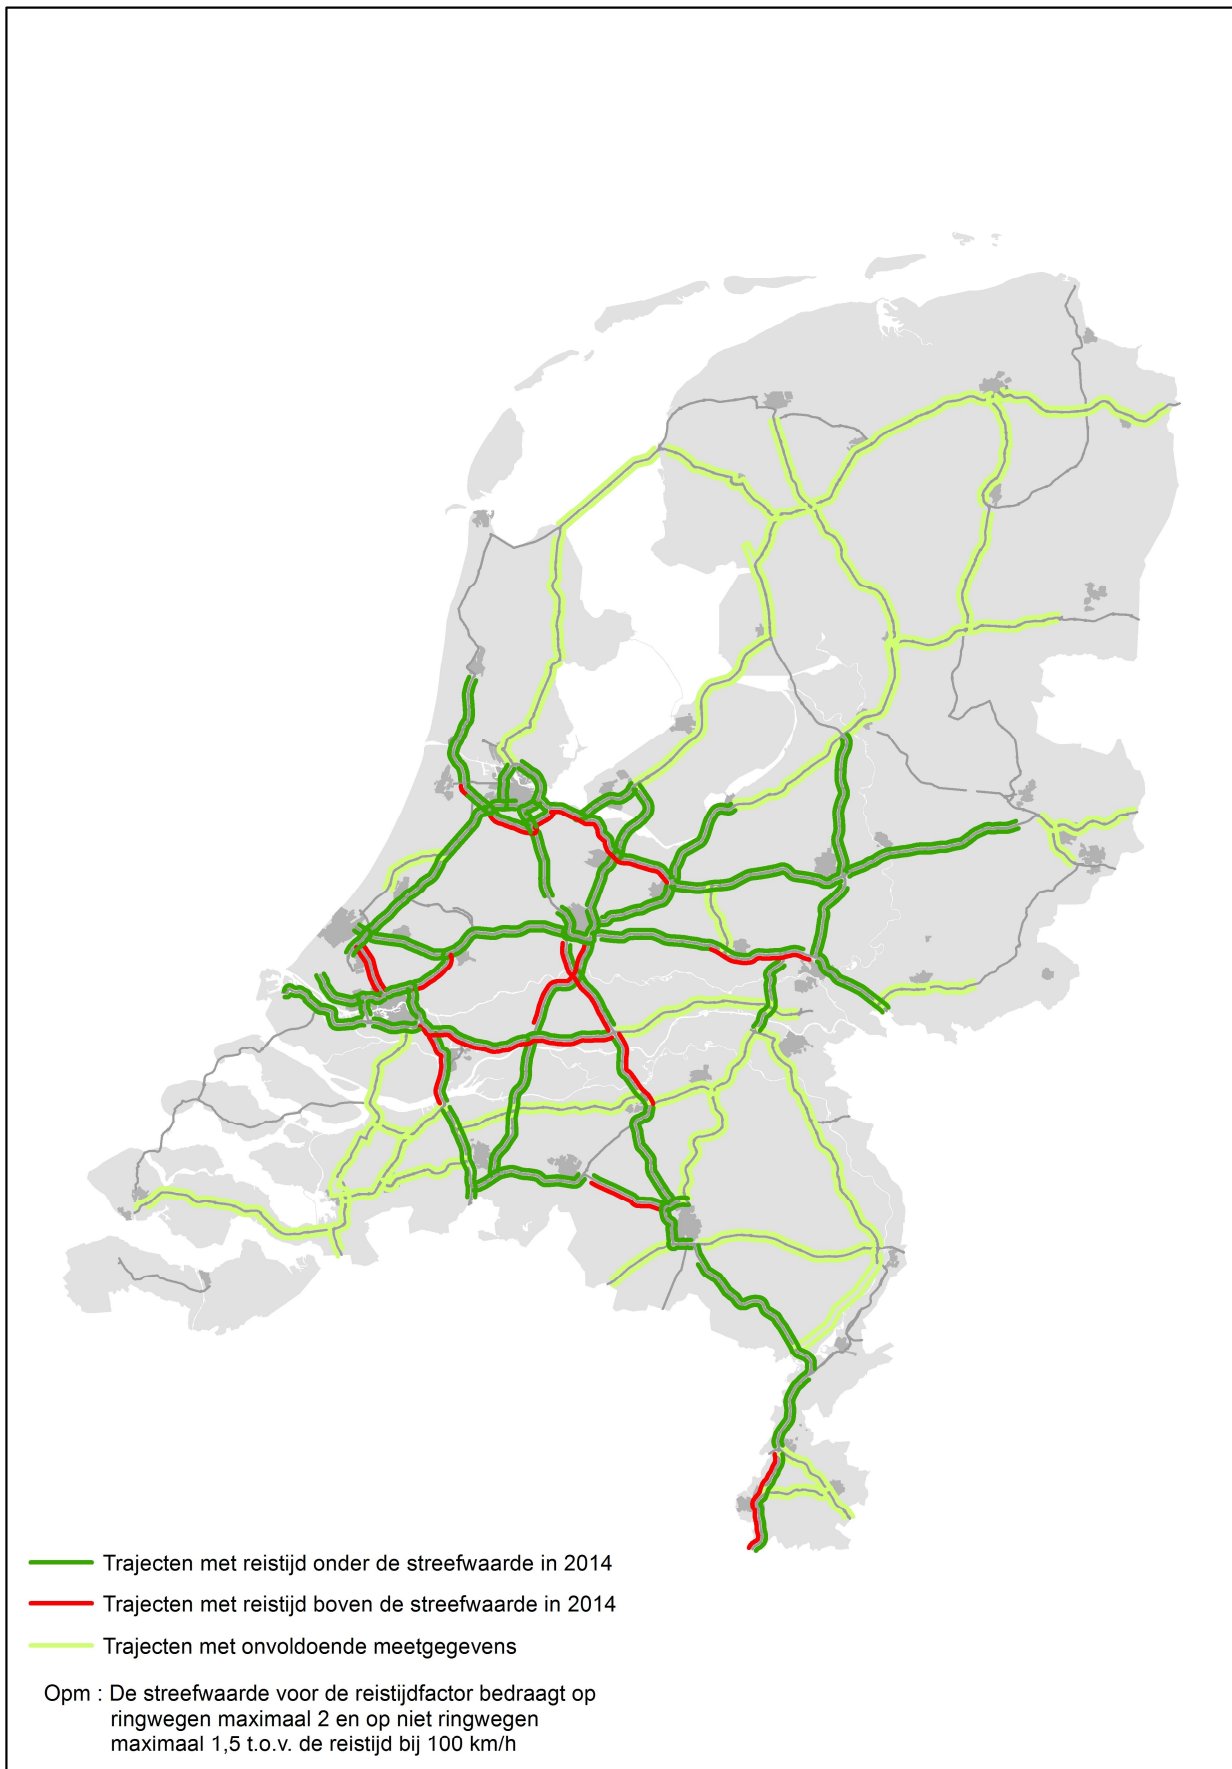 Trajecten met reistijd onder de streefwaarde in 2014
Trajecten met reistijd boven de streefwaarde in 2014
Trajecten met onvoldoende meetgegevens
Opm : De streefwaarde voor de reistijdfactor bedraagt op
ringwegen maximaal 2 en op niet ringwegen
maximaal 1,5 t.o.v. de reistijd bij 100 km/h